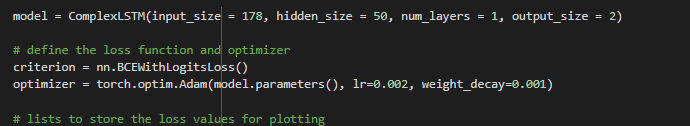 model = ComplexLSTM(input_size = 178, hidden_size = 50, num_layers = 1, output_size = 2)
# define the loss function and optimizer
criterion = nn.BCEWithLogitsLoss()
optimizer = torch.optim.Adam(model.parameters(), lr=0.002, weight_decay=0.001)
# lists to store the loss values for plotting